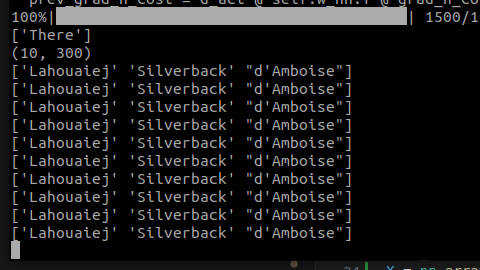 prev_grad_h_cost = d_act @ self.w_hh.T @ grad_h_co
100%| | 1500/1
['There']
(10, 300)
['Lahouaiej' 'Silverback' "d'Amboise"]
['Lahouaiej' 'Silverback' "d'Amboise"]
['Lahouaiej' 'Silverback' "d'Amboise"]
['Lahouaiej' 'Silverback' "d'Amboise"]
['Lahouaiej' 'Silverback' "d'Amboise"]
['Lahouaiej' 'Silverback' "d'Amboise"]
['Lahouaiej' 'Silverback' "d'Amboise"]
['Lahouaiej' 'Silverback' "d'Amboise"]
['Lahouaiej' 'Silverback' "d'Amboise"]
['Lahouaiej' 'Silverback' "d'Amboise"]